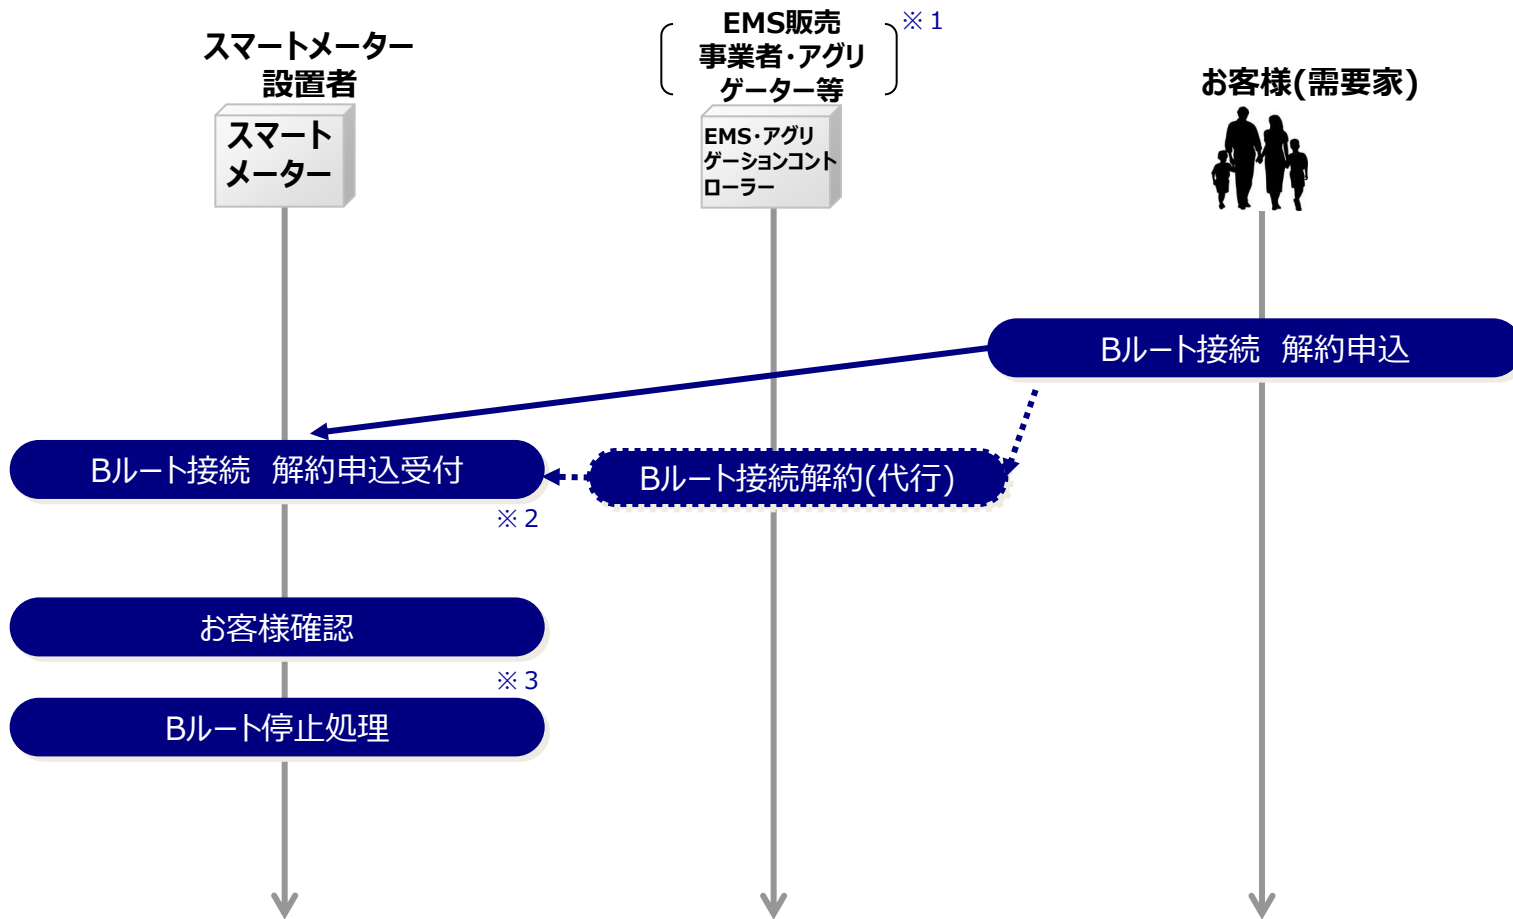 スマートメーター
設置者
スマート
メーター
EMS販売
事業者・アグリ
ゲーター等
※1
EMS・アグリ
ゲーションコント
ローラー
お客様(需要家)
Bルート接続　解約申込
Bルート接続　解約申込受付
Bルート接続解約(代行)
※2
お客様確認
※3
Bルート停止処理